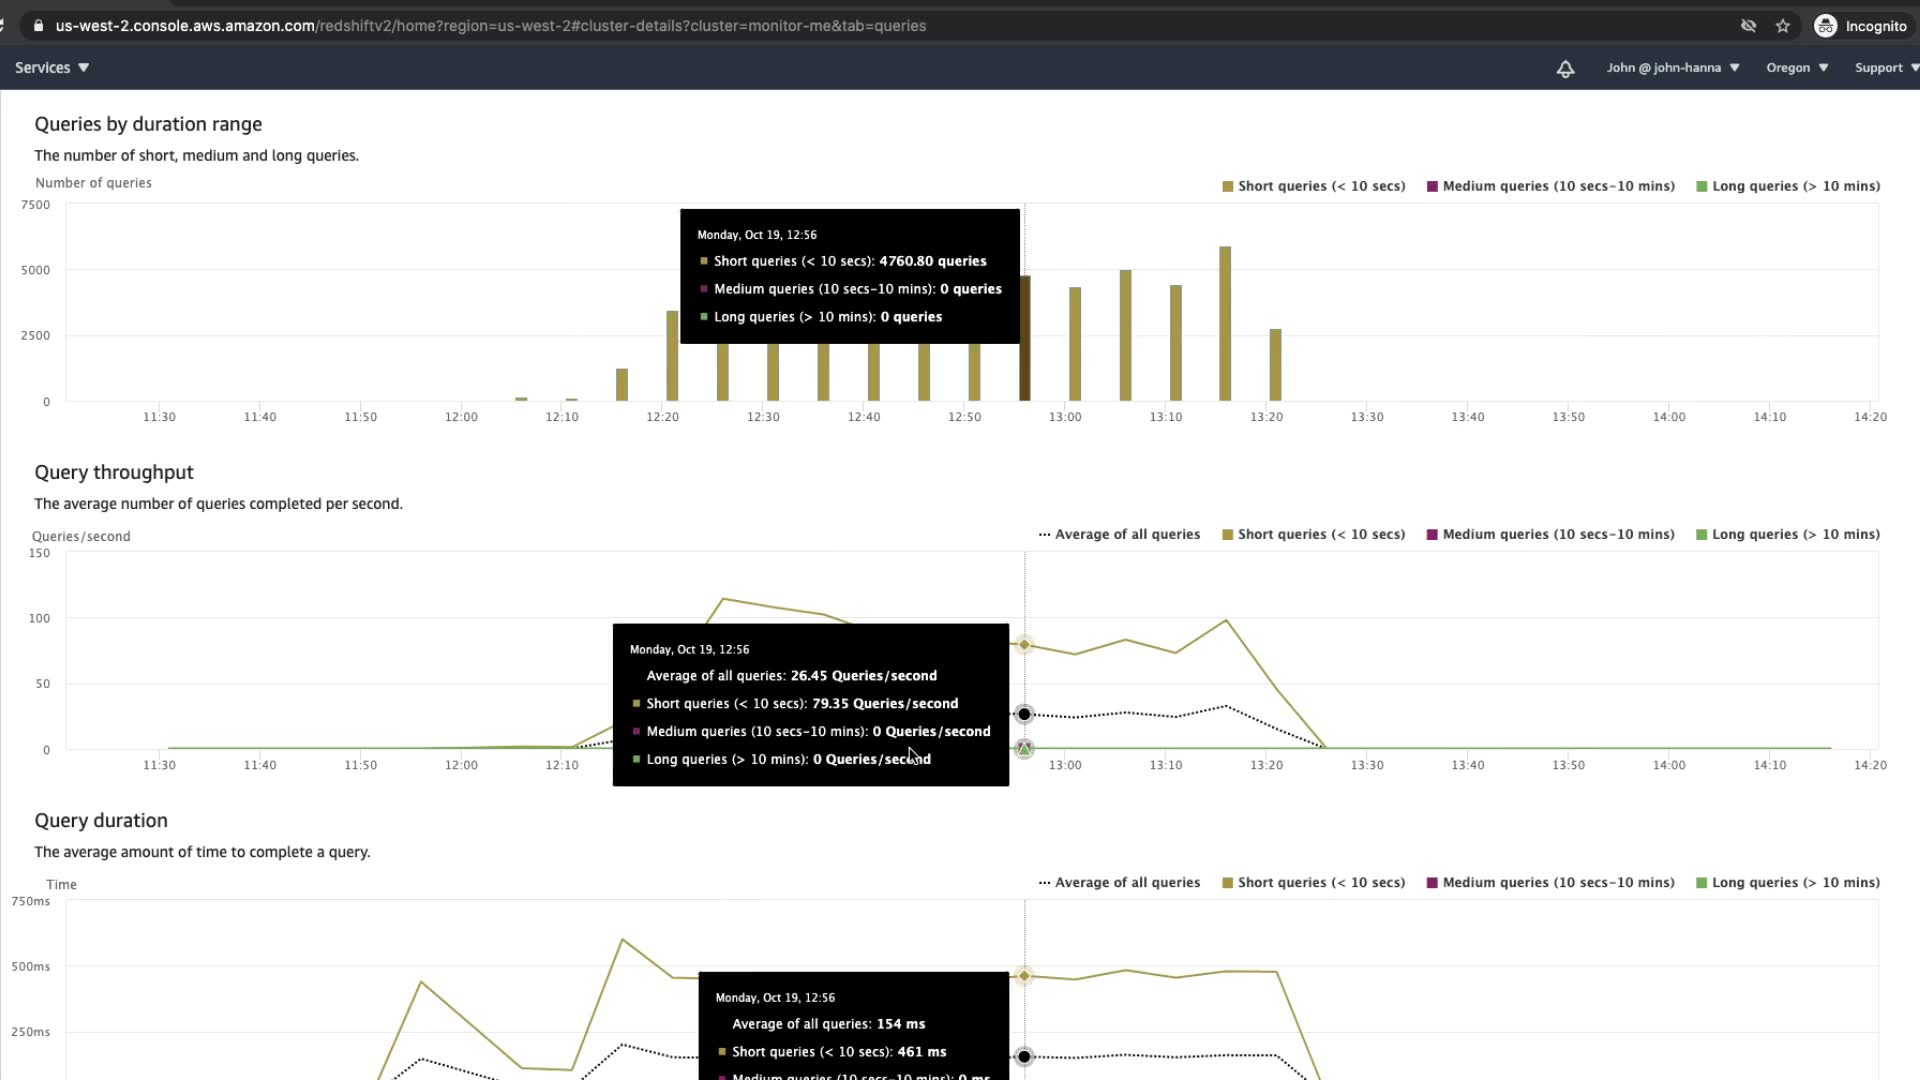 us-west-2.console.aws.amazon.com/redshiftv2/home?region=us-west-2#cluster-details?cluster=monitor-me&tab=queries
Incognito
Services ▼
John @ john-hanna ▼
Oregon ▼
Support ▼
Queries by duration range
The number of short, medium and long queries.
Number of queries
Short queries (< 10 secs)
Medium queries (10 secs-10 mins)
Long queries (> 10 mins)
7500
5000
2500
0
Monday, Oct 19, 12:56
Short queries (< 10 secs): 4760.80 queries
Medium queries (10 secs-10 mins): 0 queries
Long queries (> 10 mins): 0 queries
11:30 11:40 11:50 12:00 12:10 12:20 12:30 12:40 12:50 13:00 13:10 13:20 13:30 13:40 13:50 14:00 14:10 14:20
Query throughput
The average number of queries completed per second.
Queries/second
Average of all queries
Short queries (< 10 secs)
Medium queries (10 secs-10 mins)
Long queries (> 10 mins)
150
100
50
0
Monday, Oct 19, 12:56
Average of all queries: 26.45 Queries/second
Short queries (< 10 secs): 79.35 Queries/second
Medium queries (10 secs-10 mins): 0 Queries/second
Long queries (> 10 mins): 0 Queries/second
11:30 11:40 11:50 12:00 12:10 13:00 13:10 13:20 13:30 13:40 13:50 14:00 14:10 14:20
Query duration
The average amount of time to complete a query.
Time
Average of all queries
Short queries (< 10 secs)
Medium queries (10 secs-10 mins)
Long queries (> 10 mins)
750ms
500ms
250ms
Monday, Oct 19, 12:56
Average of all queries: 154 ms
Short queries (< 10 secs): 461 ms
Medium queries (10 secs-10 mins): 0 ms